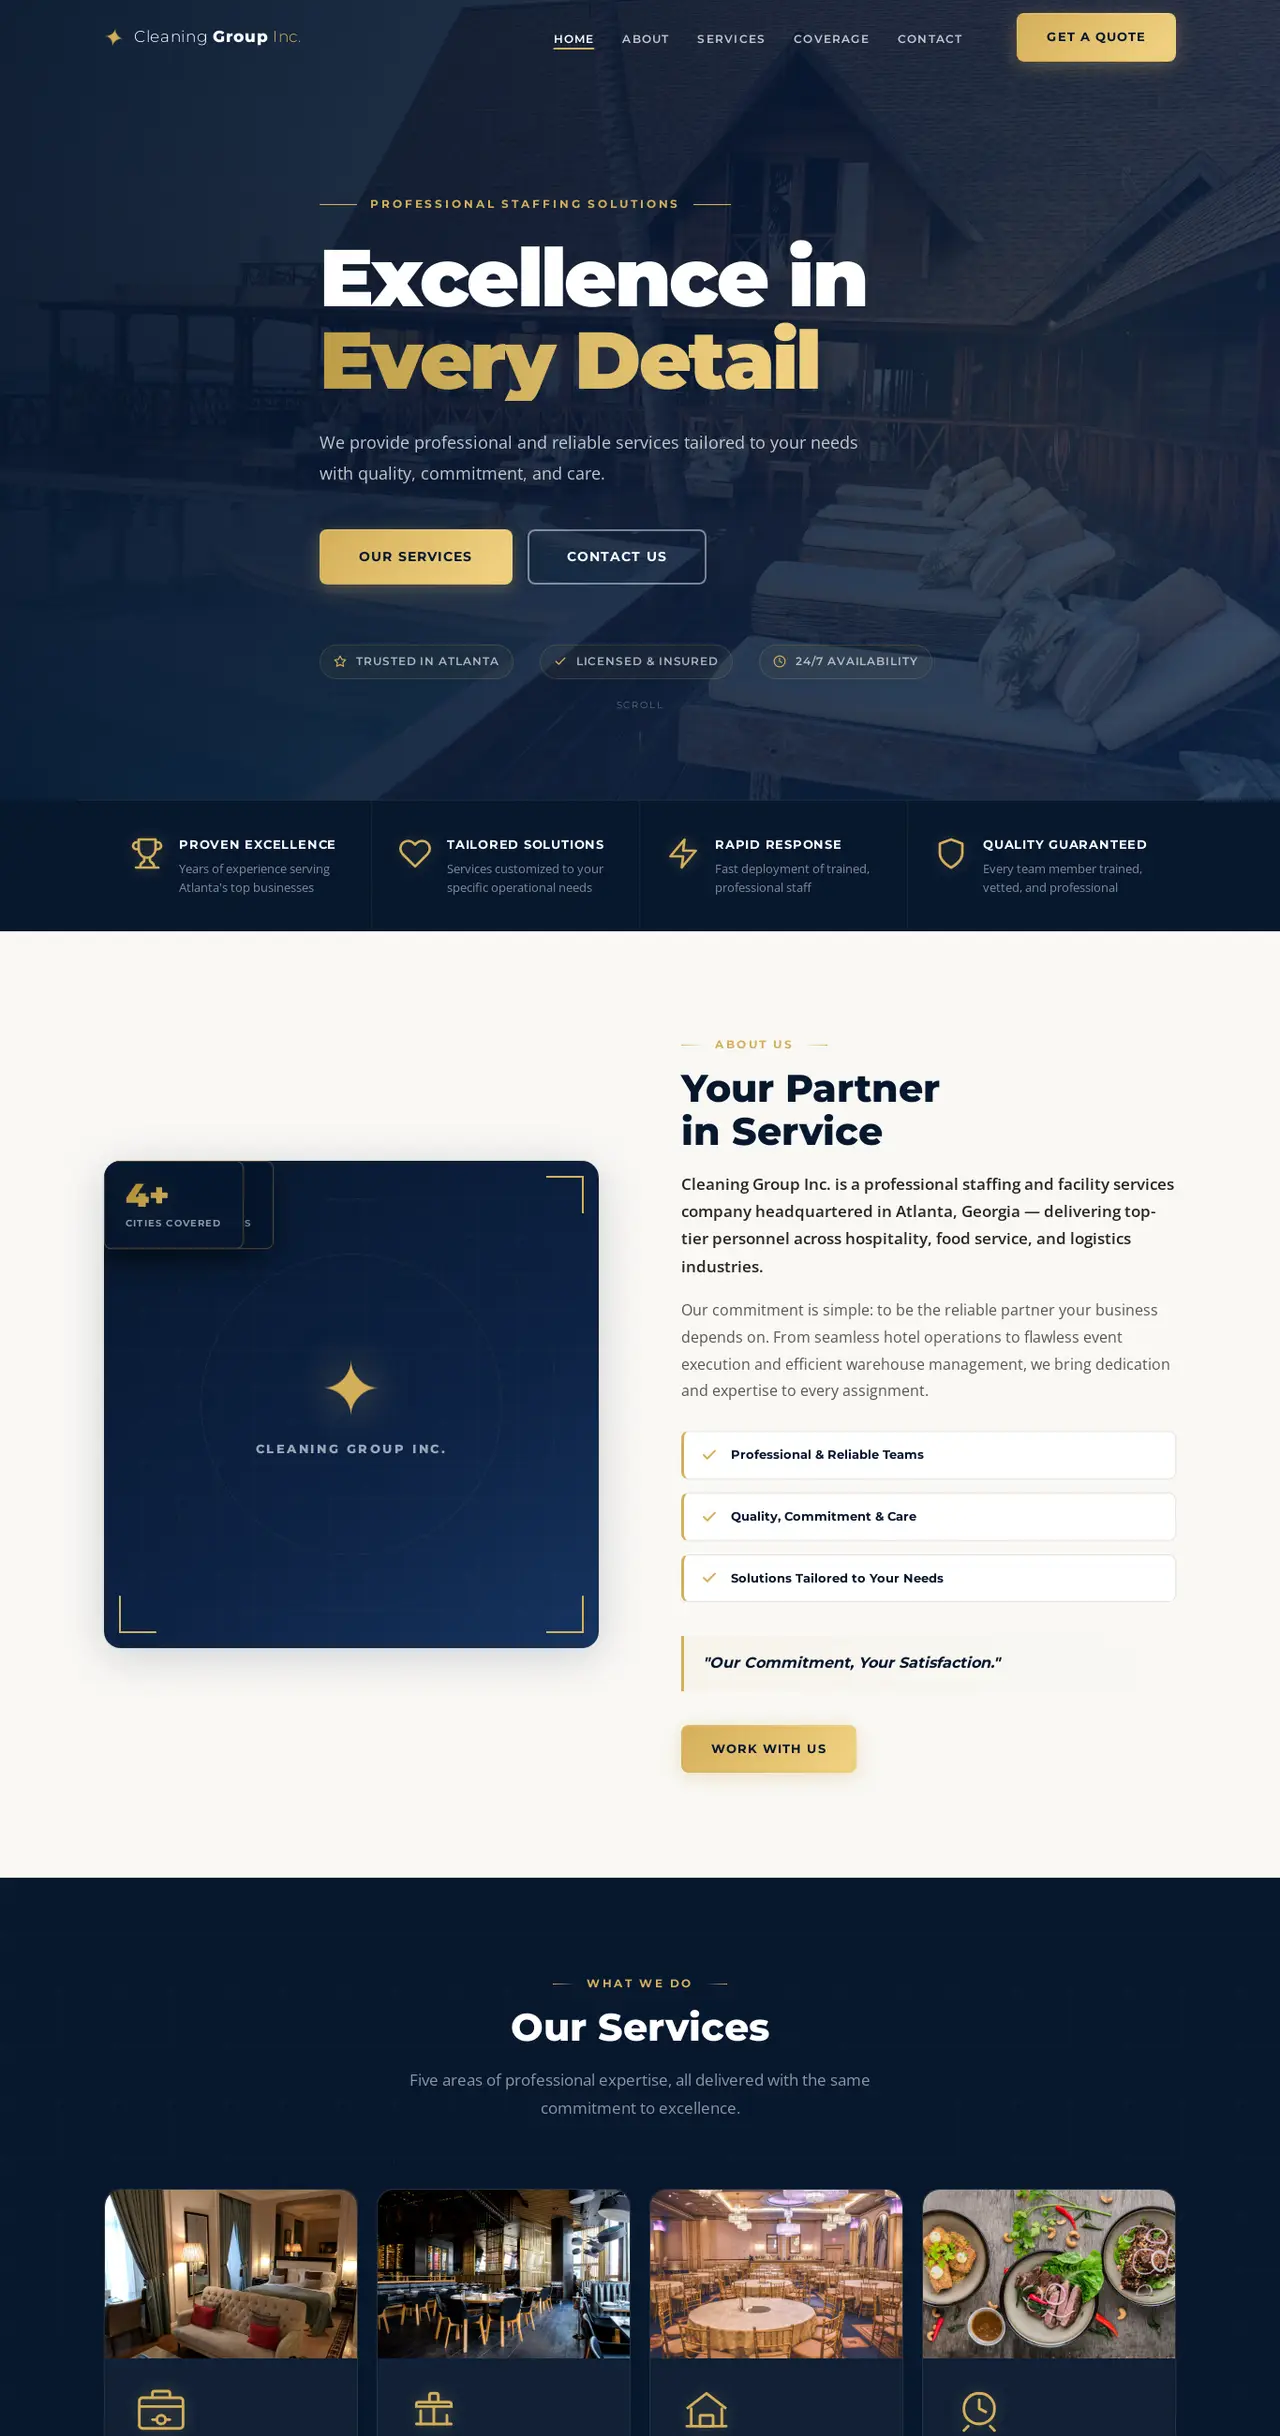 Cleaning Group Inc.
HOME ABOUT SERVICES COVERAGE CONTACT
GET A QUOTE
PROFESSIONAL STAFFING SOLUTIONS
Excellence in
Every Detail
We provide professional and reliable services tailored to your needs
with quality, commitment, and care.
OUR SERVICES
CONTACT US
TRUSTED IN ATLANTA
LICENSED & INSURED
24/7 AVAILABILITY
SCROLL
PROVEN EXCELLENCE
Years of experience serving
Atlanta's top businesses
TAILORED SOLUTIONS
Services customized to your
specific operational needs
RAPID RESPONSE
Fast deployment of trained,
professional staff
QUALITY GUARANTEED
Every team member trained,
vetted, and professional
4+
CITIES COVERED
S
CLEANING GROUP INC.
ABOUT US
Your Partner
in Service
Cleaning Group Inc. is a professional staffing and facility services
company headquartered in Atlanta, Georgia — delivering top-
tier personnel across hospitality, food service, and logistics
industries.
Our commitment is simple: to be the reliable partner your business
depends on. From seamless hotel operations to flawless event
execution and efficient warehouse management, we bring dedication
and expertise to every assignment.
Professional & Reliable Teams
Quality, Commitment & Care
Solutions Tailored to Your Needs
"Our Commitment, Your Satisfaction."
WORK WITH US
WHAT WE DO
Our Services
Five areas of professional expertise, all delivered with the same
commitment to excellence.